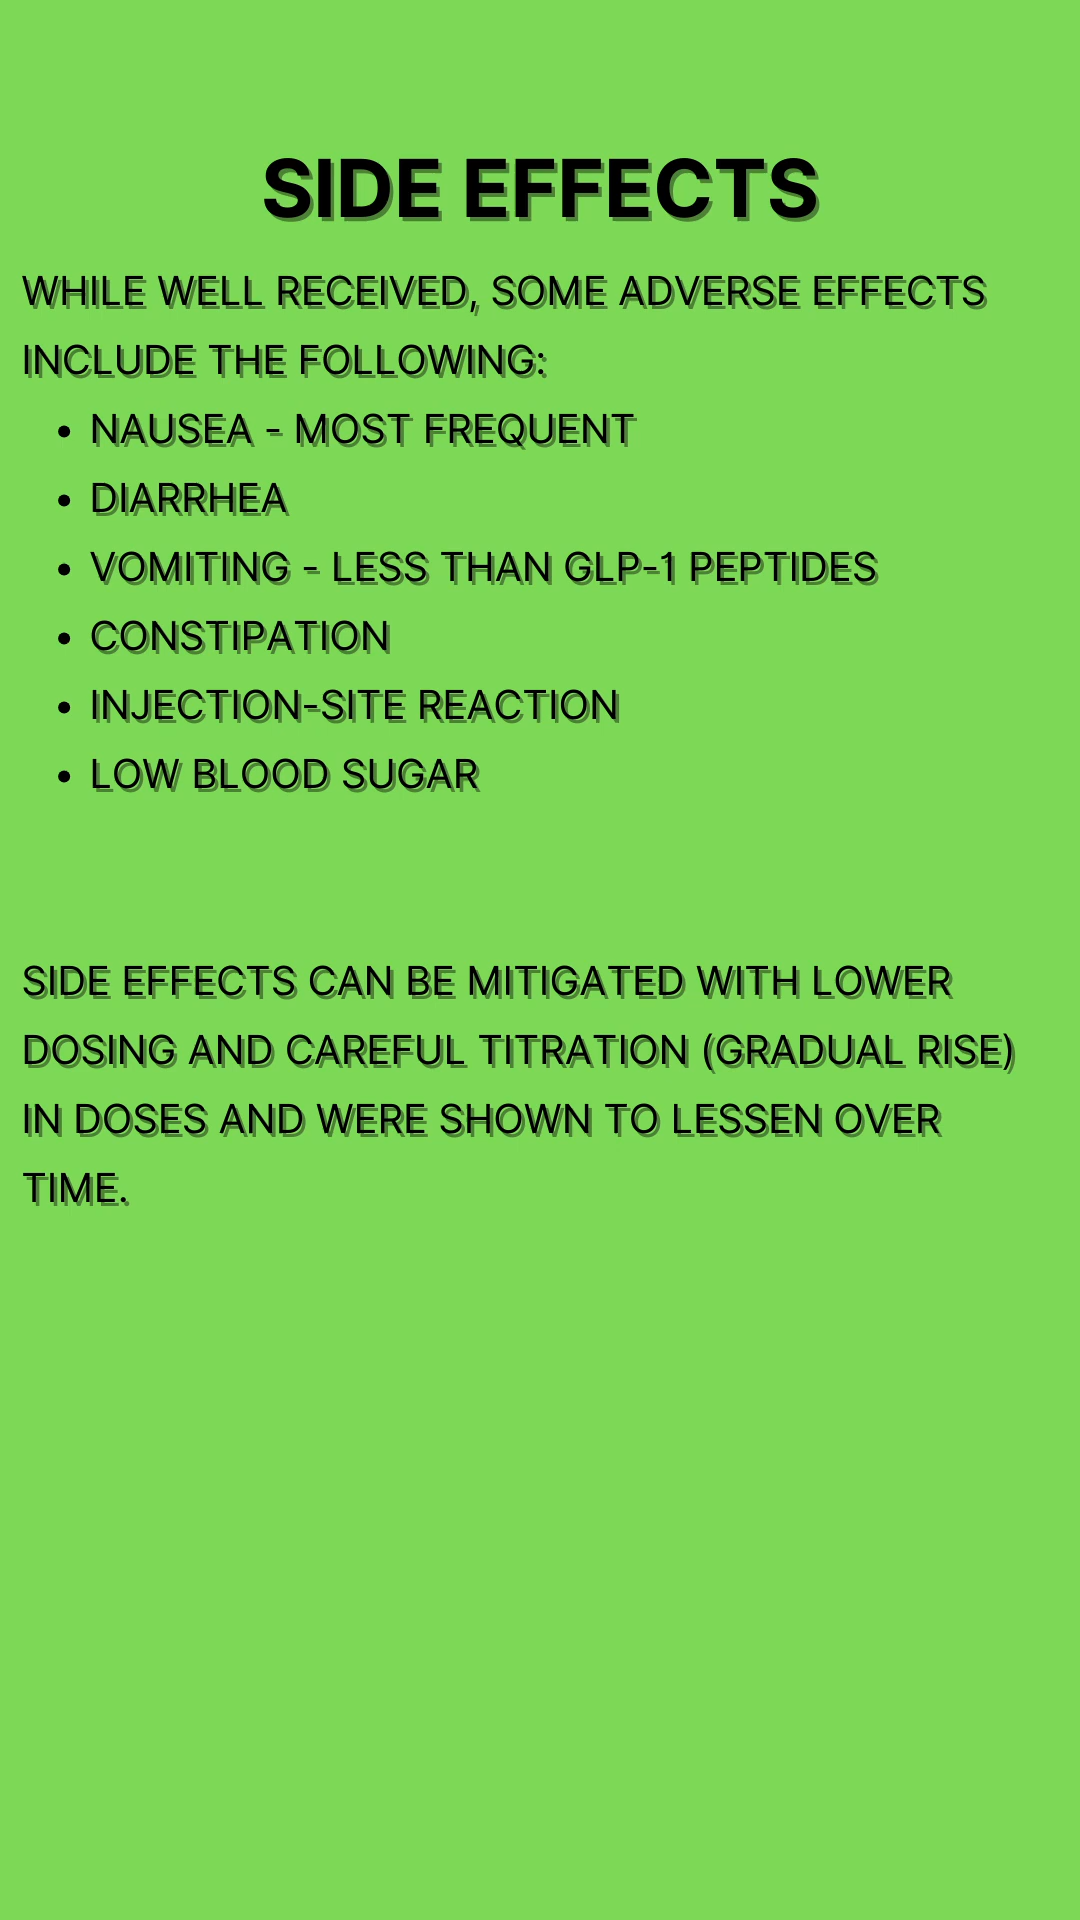 SIDE EFFECTS
WHILE WELL RECEIVED, SOME ADVERSE EFFECTS
INCLUDE THE FOLLOWING:
• NAUSEA - MOST FREQUENT
• DIARRHEA
• VOMITING - LESS THAN GLP-1 PEPTIDES
• CONSTIPATION
• INJECTION-SITE REACTION
• LOW BLOOD SUGAR
SIDE EFFECTS CAN BE MITIGATED WITH LOWER
DOSING AND CAREFUL TITRATION (GRADUAL RISE)
IN DOSES AND WERE SHOWN TO LESSEN OVER
TIME.